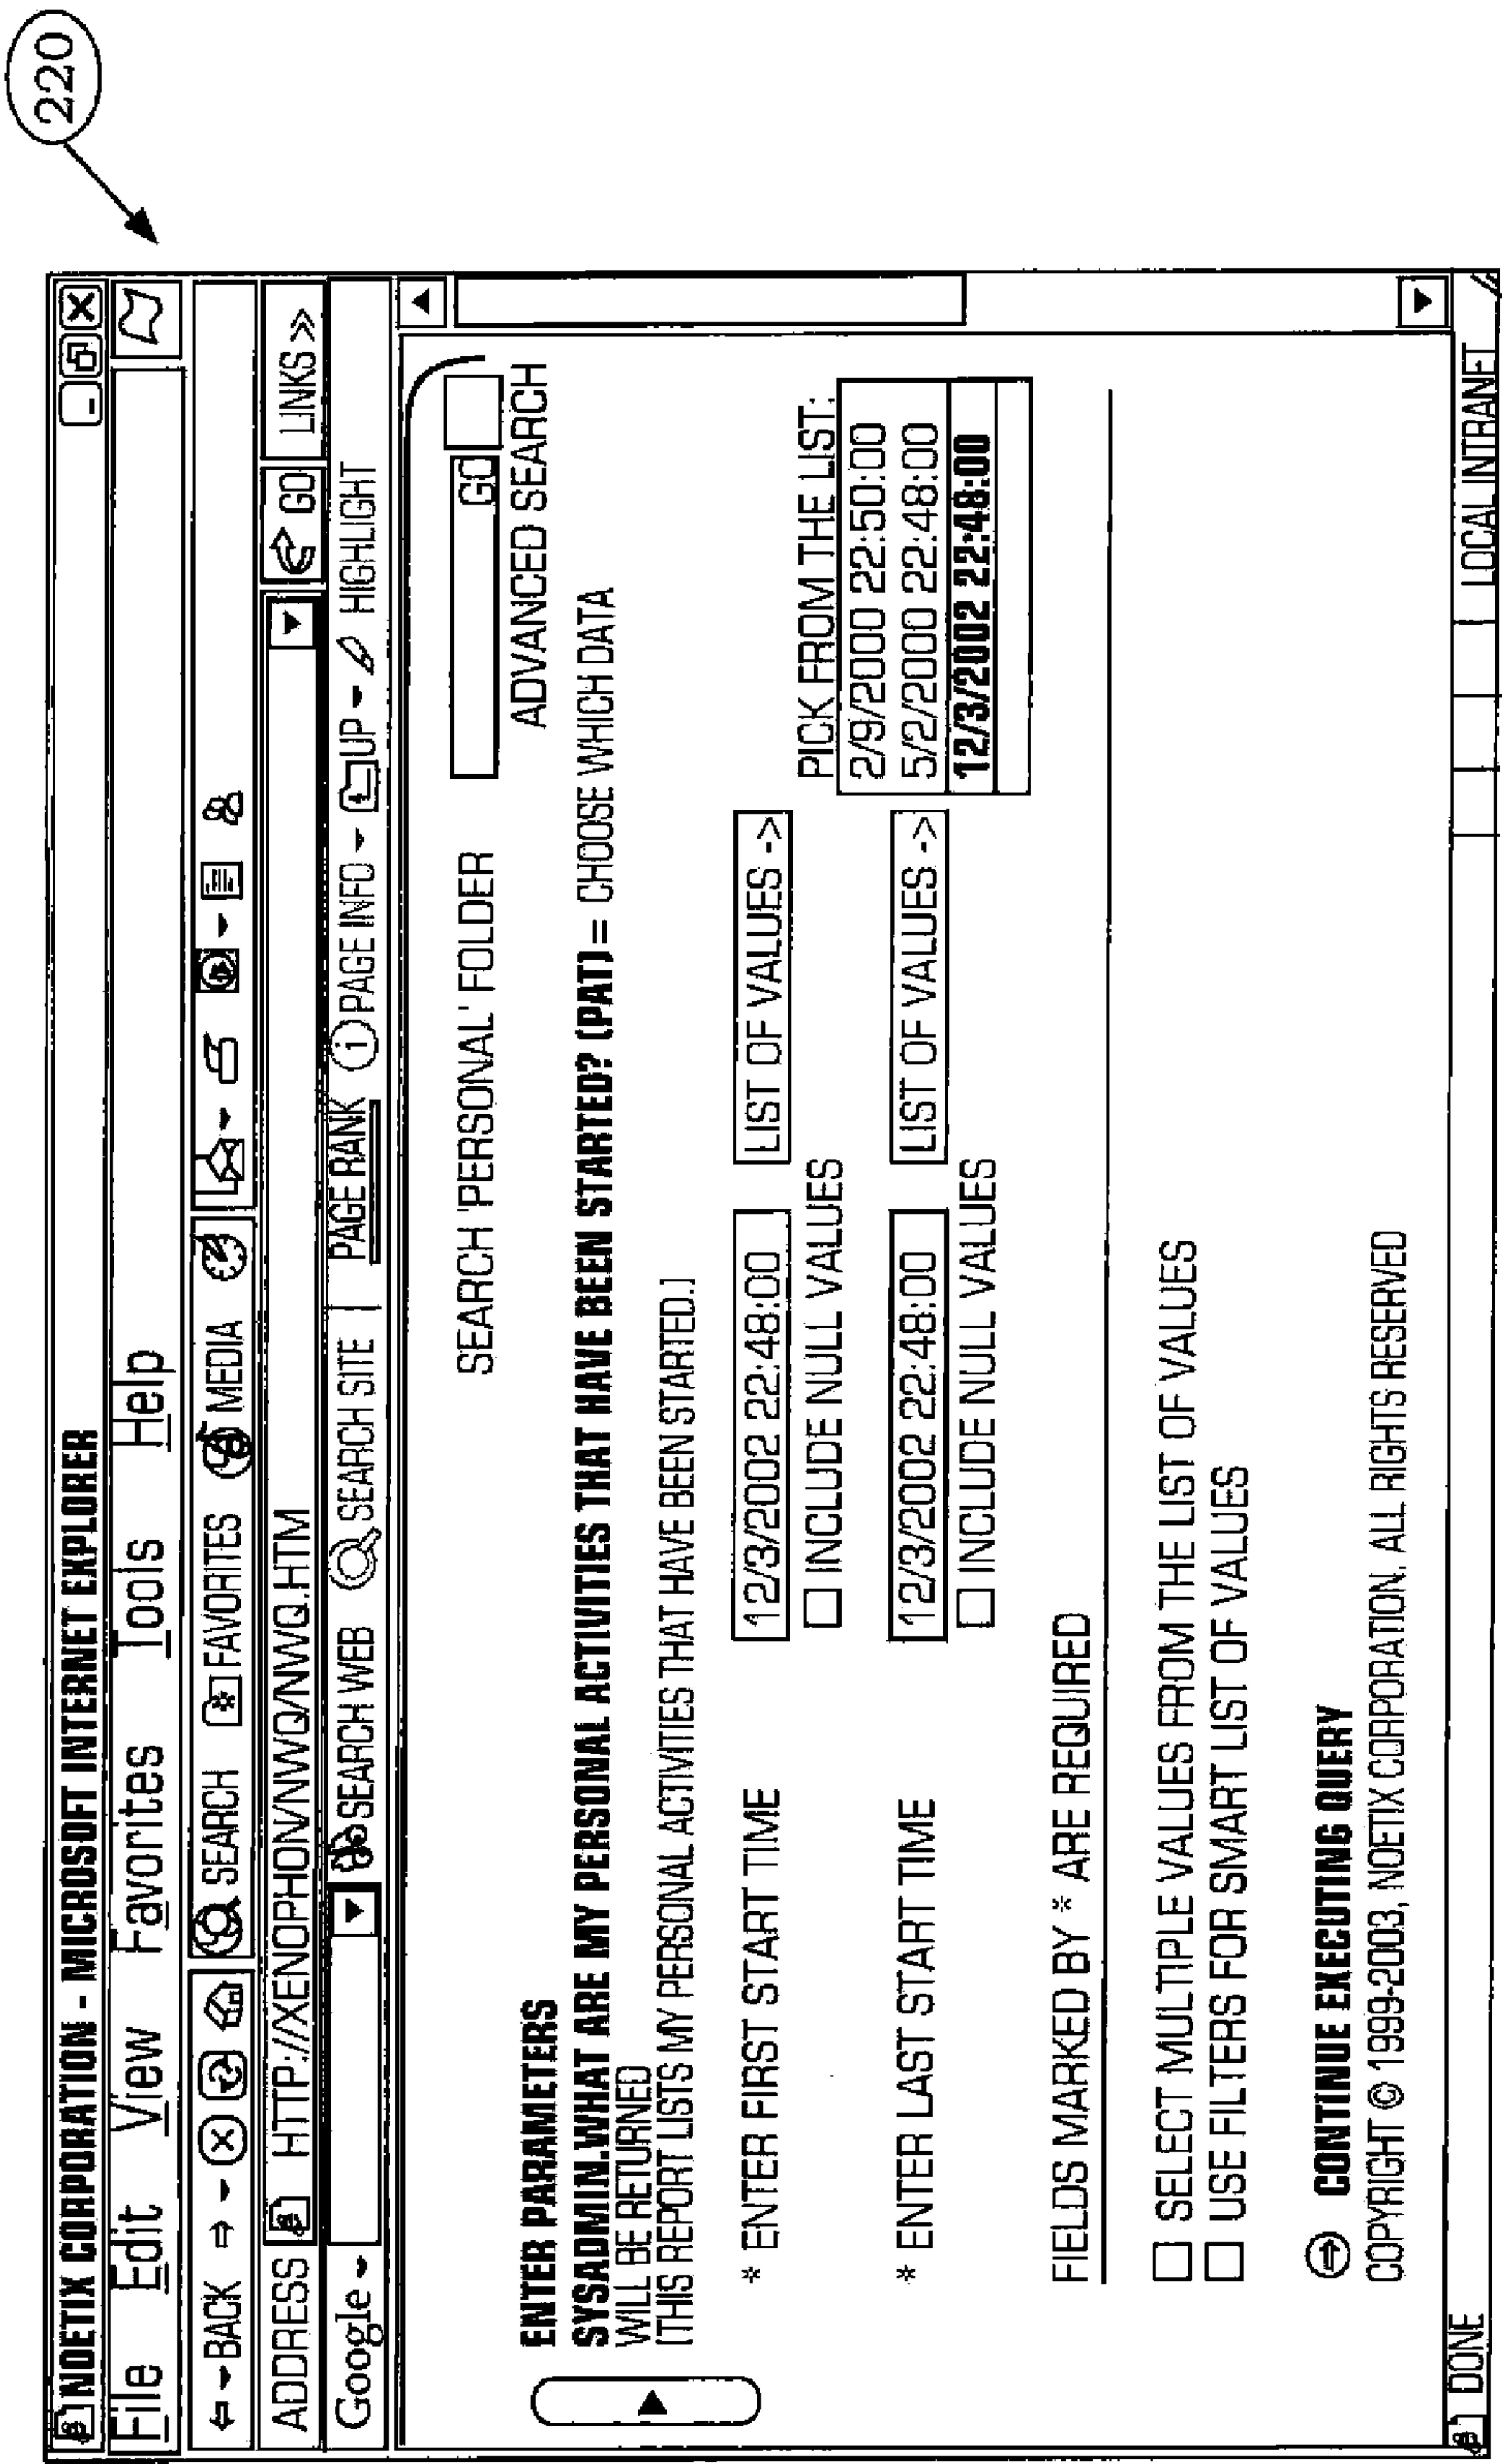 220
NOETIX CORPORATION - MICROSOFT INTERNET EXPLORER
File Edit View Favorites Tools Help
BACK SEARCH FAVORITES MEDIA
ADDRESS HTTP://XENOPHON/NWQ/NWQ.HTM GO LINKS >>
Google SEARCH WEB SEARCH SITE PAGE RANK i PAGE INFO UP HIGHLIGHT
SEARCH 'PERSONAL' FOLDER GO
ADVANCED SEARCH
ENTER PARAMETERS
SYSADMIN.WHAT ARE MY PERSONAL ACTIVITIES THAT HAVE BEEN STARTED? (PAT) = CHOOSE WHICH DATA
WILL BE RETURNED
(THIS REPORT LISTS MY PERSONAL ACTIVITIES THAT HAVE BEEN STARTED.)
* ENTER FIRST START TIME 12/3/2002 22:48:00 LIST OF VALUES ->
INCLUDE NULL VALUES
PICK FROM THE LIST:
2/9/2000 22:50:00
5/2/2000 22:48:00
12/3/2002 22:48:00
* ENTER LAST START TIME 12/3/2002 22:48:00 LIST OF VALUES ->
INCLUDE NULL VALUES
FIELDS MARKED BY * ARE REQUIRED
SELECT MULTIPLE VALUES FROM THE LIST OF VALUES
USE FILTERS FOR SMART LIST OF VALUES
CONTINUE EXECUTING QUERY
COPYRIGHT © 1999-2003, NOETIX CORPORATION. ALL RIGHTS RESERVED
DONE LOCAL INTRANET